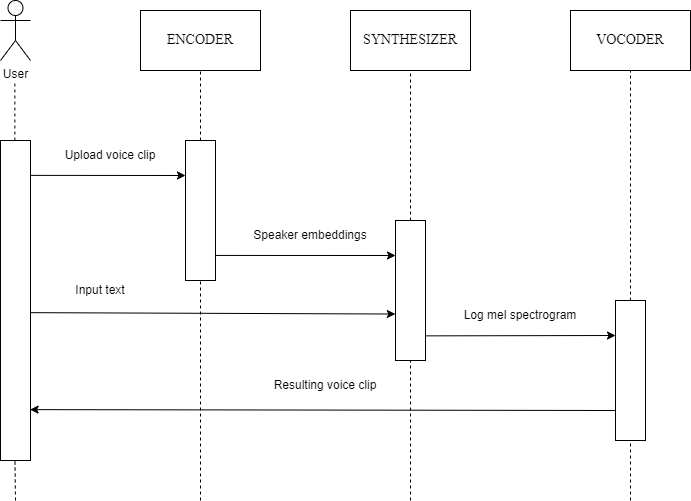 ENCODER
SYNTHESIZER
VOCODER
User
Upload voice clip
Speaker embeddings
Input text
Log mel spectrogram
Resulting voice clip